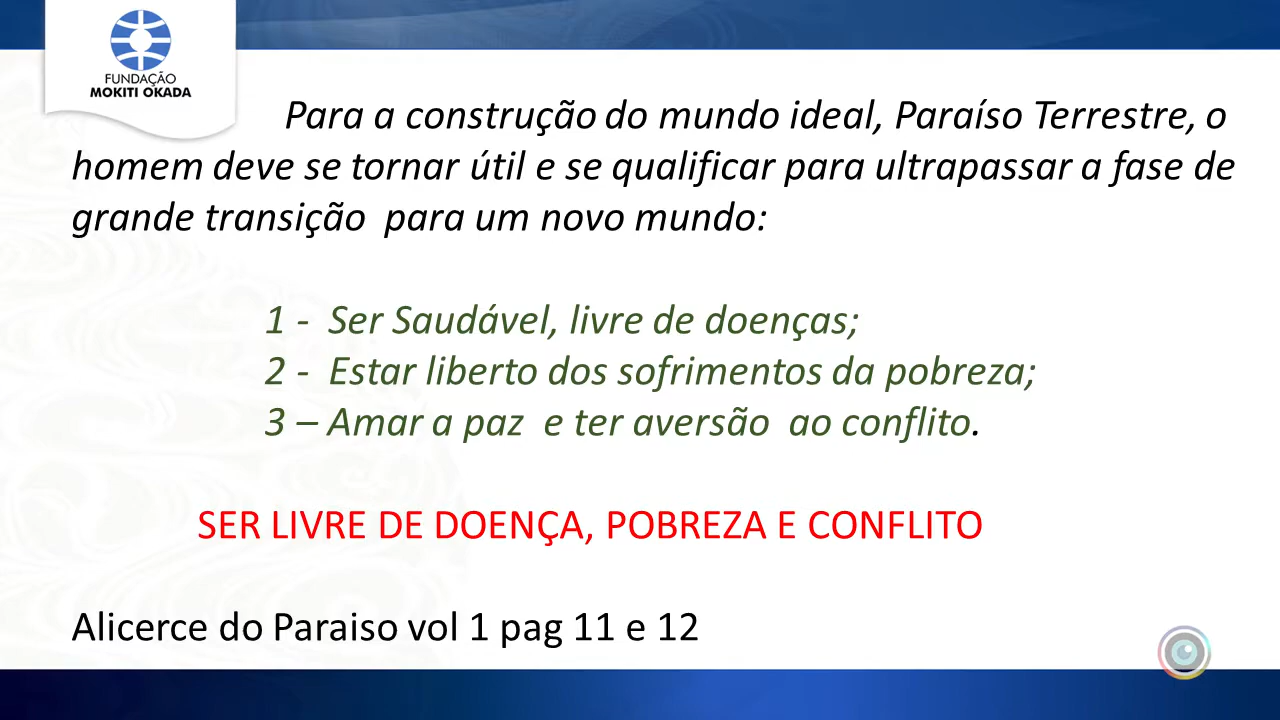 FUNDAÇÃO
MOKITI OKADA
Para a construção do mundo ideal, Paraíso Terrestre, o
homem deve se tornar útil e se qualificar para ultrapassar a fase de
grande transição  para um novo mundo:
1 -  Ser Saudável, livre de doenças;
2 -  Estar liberto dos sofrimentos da pobreza;
3 – Amar a paz  e ter aversão  ao conflito.
SER LIVRE DE DOENÇA, POBREZA E CONFLITO
Alicerce do Paraiso vol 1 pag 11 e 12